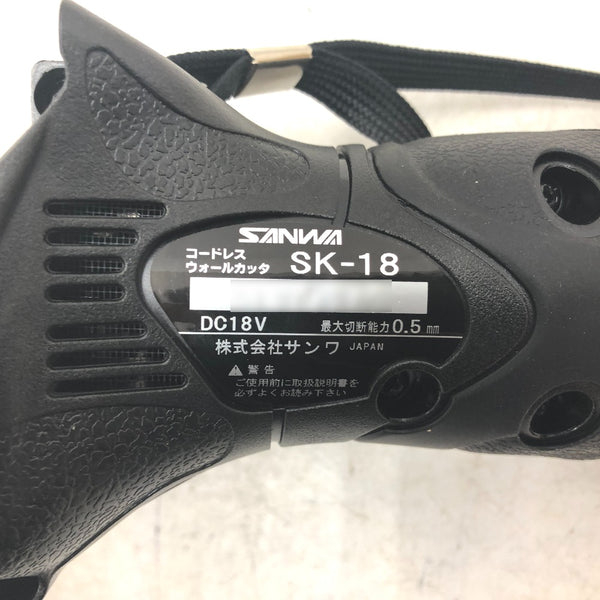 SANWA
コードレス
ウォールカッタ SK-18
DC18V 最大切断能力0.5mm
株式会社サンワ JAPAN
⚠警告
ご使用前に取扱説明書を
必ずよくお読み下さい